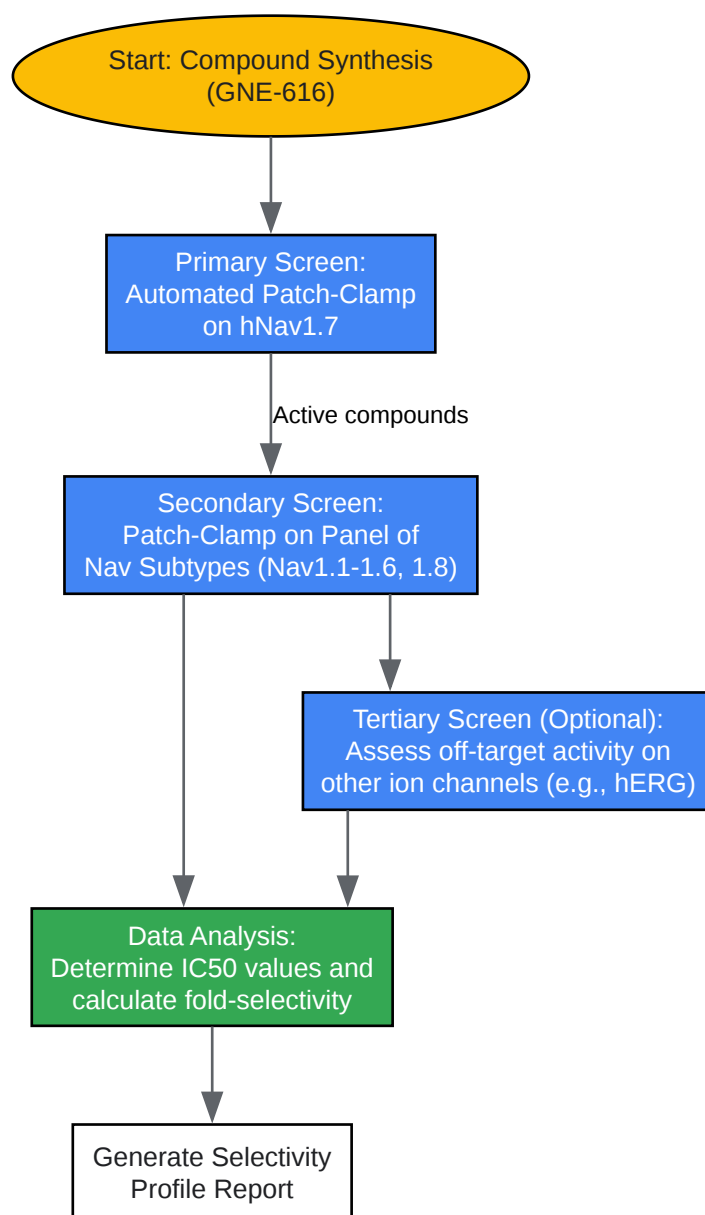 Start: Compound Synthesis
(GNE-616)
Primary Screen:
Automated Patch-Clamp
on hNav1.7
Active compounds
Secondary Screen:
Patch-Clamp on Panel of
Nav Subtypes (Nav1.1-1.6, 1.8)
Tertiary Screen (Optional):
Assess off-target activity on
other ion channels (e.g., hERG)
Data Analysis:
Determine IC50 values and
calculate fold-selectivity
Generate Selectivity
Profile Report